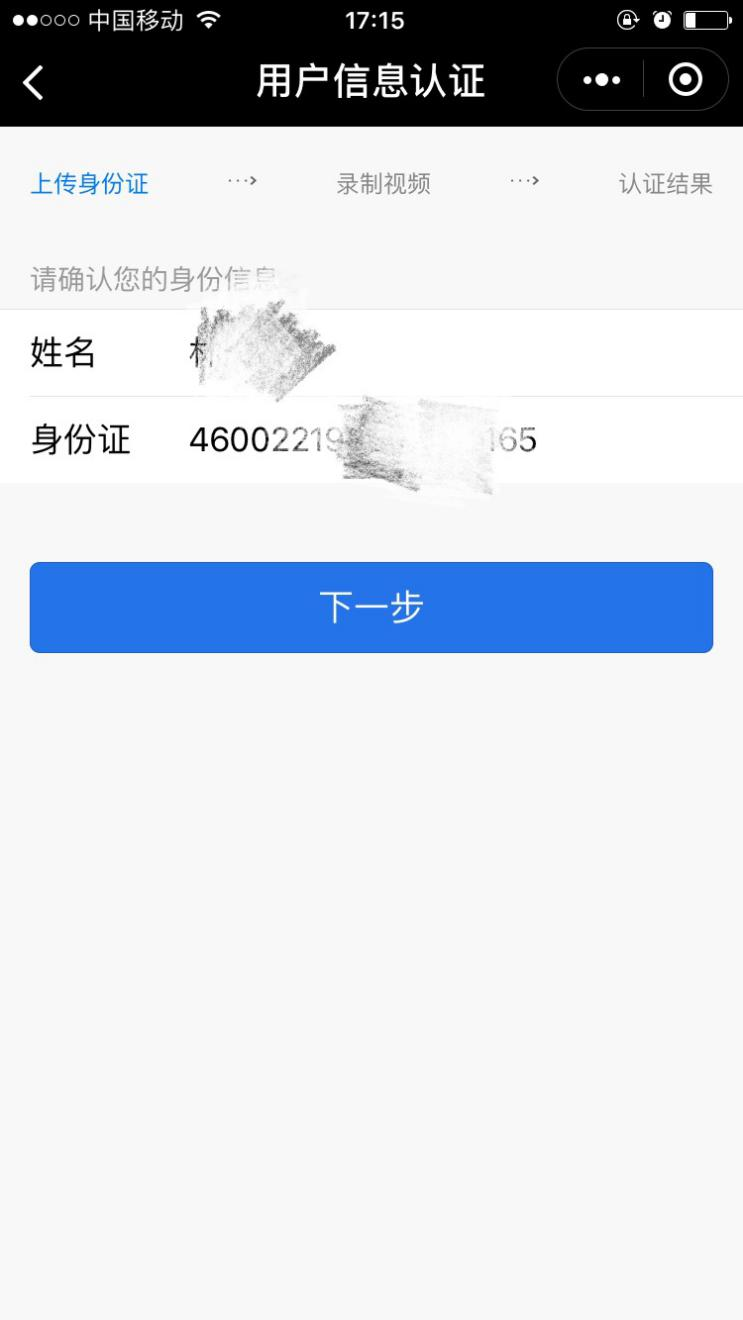 中国移动 17:15
用户信息认证
上传身份证 ···> 录制视频 ···> 认证结果
请确认您的身份信息
姓名
身份证 46002219 165
下一步